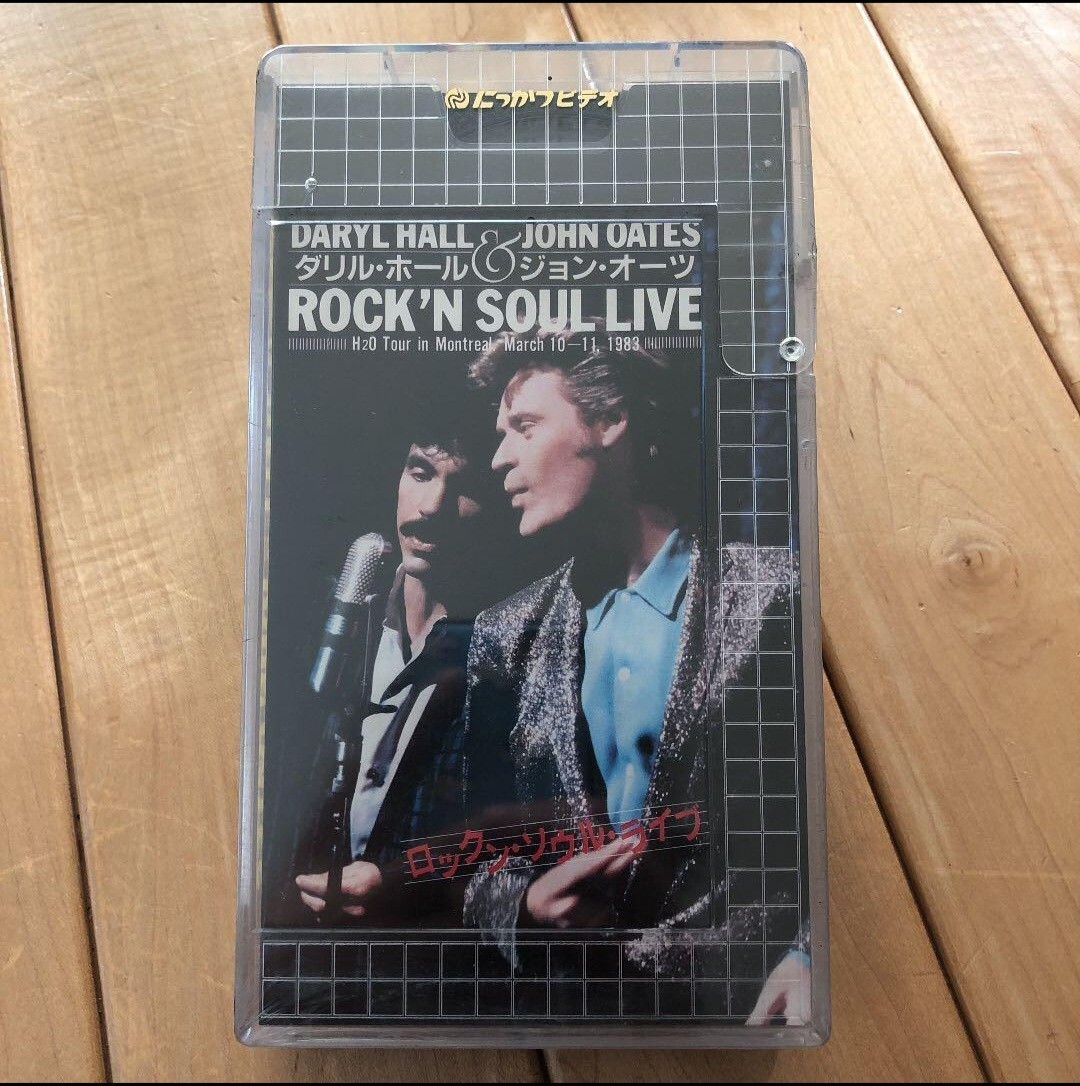 にっかつビデオ
DARYL HALL & JOHN OATES
ダリル・ホール ジョン・オーツ
ROCK'N SOUL LIVE
H2O Tour in Montreal, March 10—11, 1983
ロックン・ソウル・ライブ